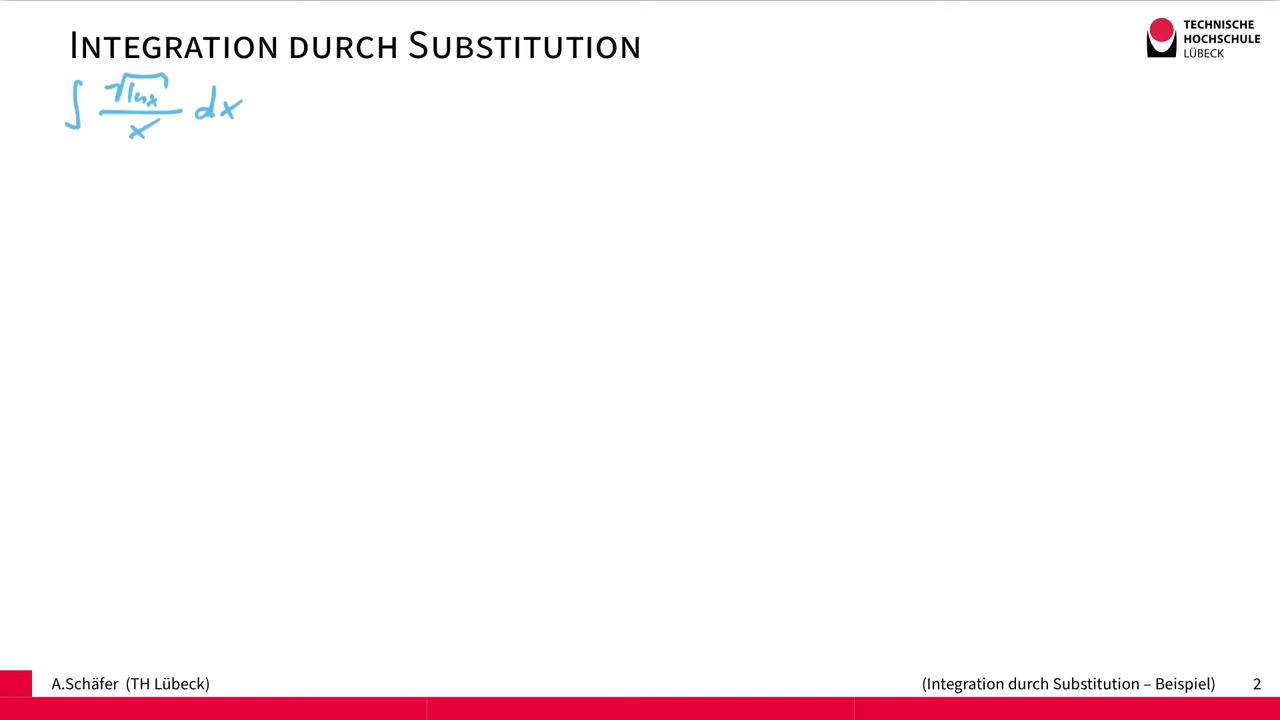 INTEGRATION DURCH SUBSTITUTION
TECHNISCHE
HOCHSCHULE
LÜBECK
∫ √(ln x) / x dx
A.Schäfer (TH Lübeck)
(Integration durch Substitution – Beispiel) 2